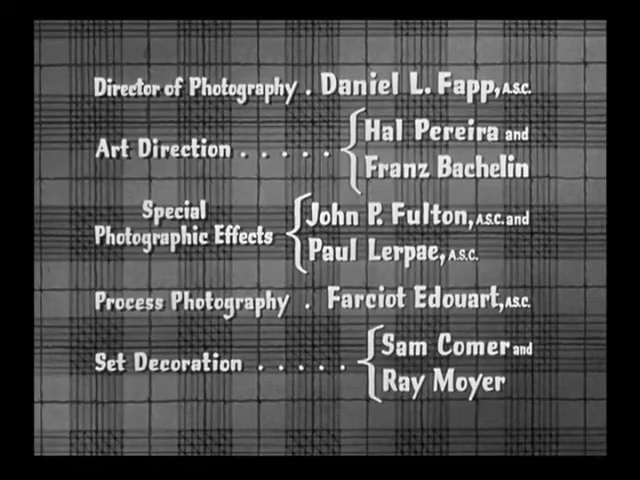 Director of Photography . Daniel L. Fapp, A.S.C.
Art Direction . . . . . { Hal Pereira and
Franz Bachelin
Special
Photographic Effects { John P. Fulton, A.S.C. and
Paul Lerpae, A.S.C.
Process Photography . Farciot Edouart, A.S.C.
Set Decoration . . . . . { Sam Comer and
Ray Moyer